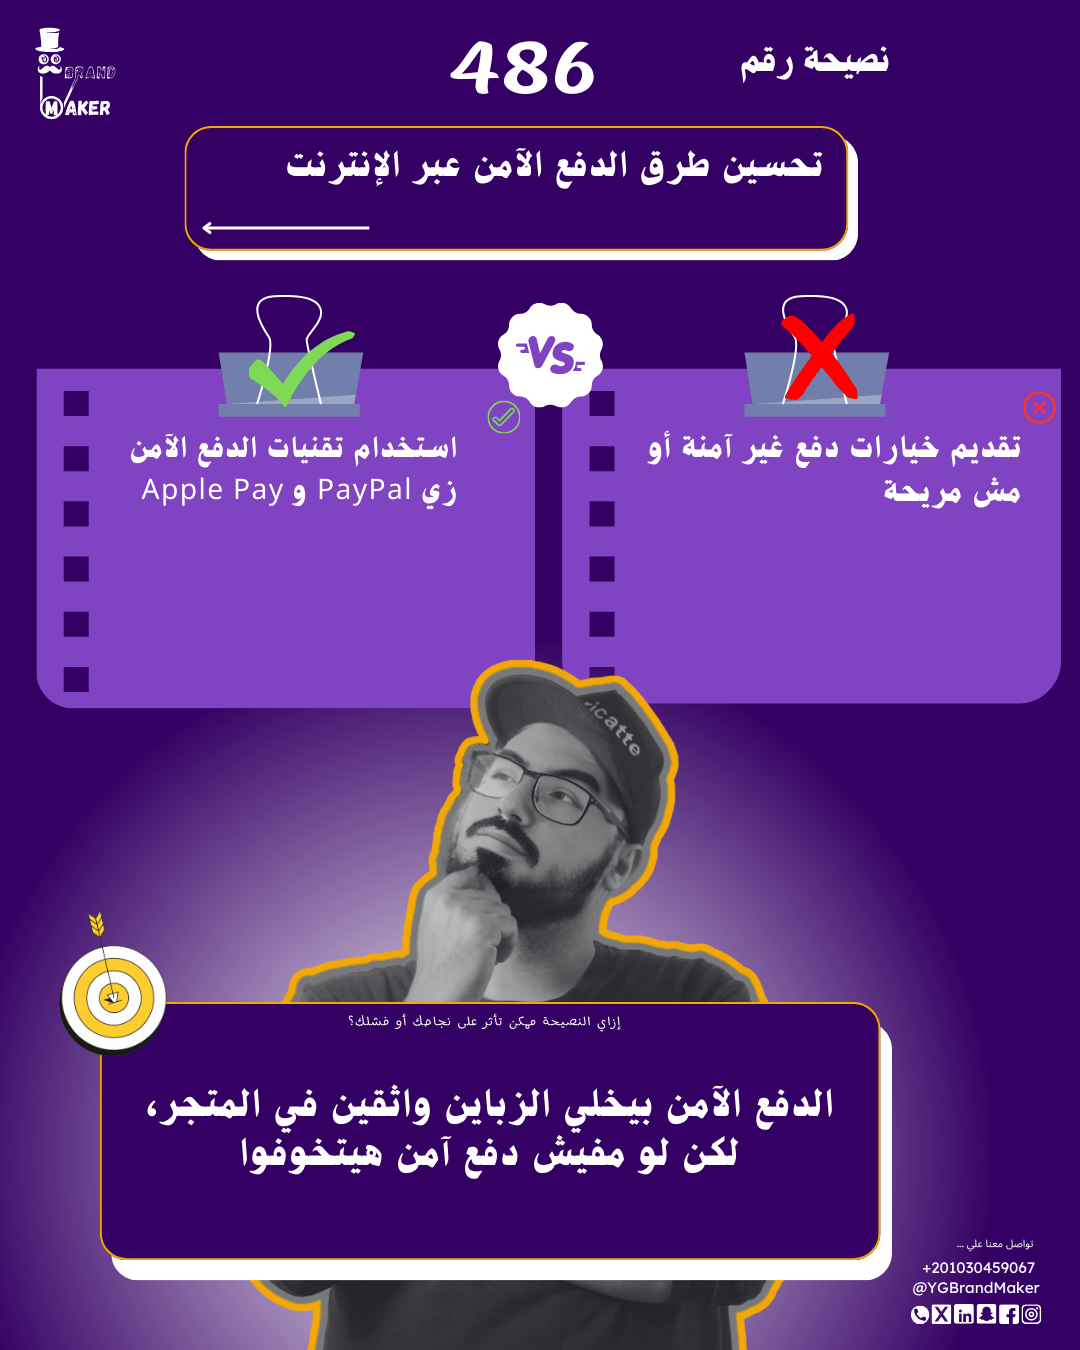 BRAND
MAKER
نصيحة رقم
486
تحسين طرق الدفع الآمن عبر الإنترنت
VS
تقديم خيارات دفع غير آمنة أو
مش مريحة
استخدام تقنيات الدفع الآمن
زي PayPal و Apple Pay
icatte
إزاي النصيحة ممكن تأثر على نجاحك أو فشلك؟
الدفع الآمن بيخلي الزباين واثقين في المتجر،
لكن لو مفيش دفع آمن هيتخوفوا
تواصل معنا علي ...
+201030459067
@YGBrandMaker